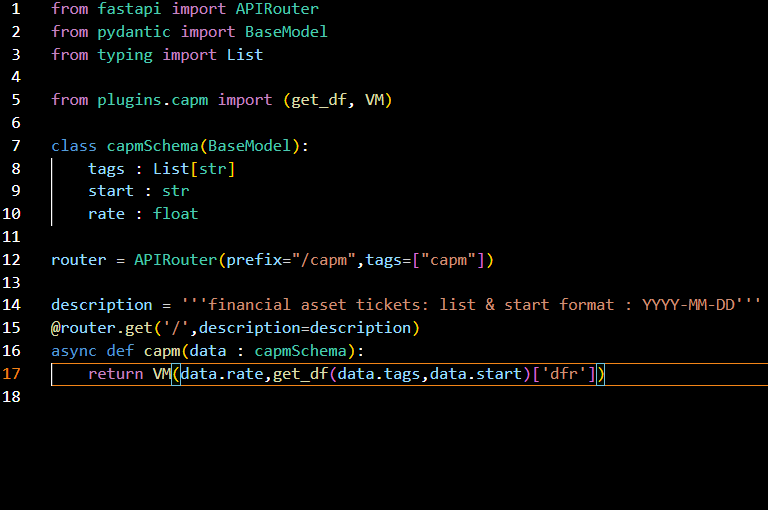 1 from fastapi import APIRouter
2 from pydantic import BaseModel
3 from typing import List
4
5 from plugins.capm import (get_df, VM)
6
7 class capmSchema(BaseModel):
8     tags : List[str]
9     start : str
10     rate : float
11
12 router = APIRouter(prefix="/capm",tags=["capm"])
13
14 description = '''financial asset tickets: list & start format : YYYY-MM-DD'''
15 @router.get('/',description=description)
16 async def capm(data : capmSchema):
17     return VM(data.rate,get_df(data.tags,data.start)['dfr'])
18